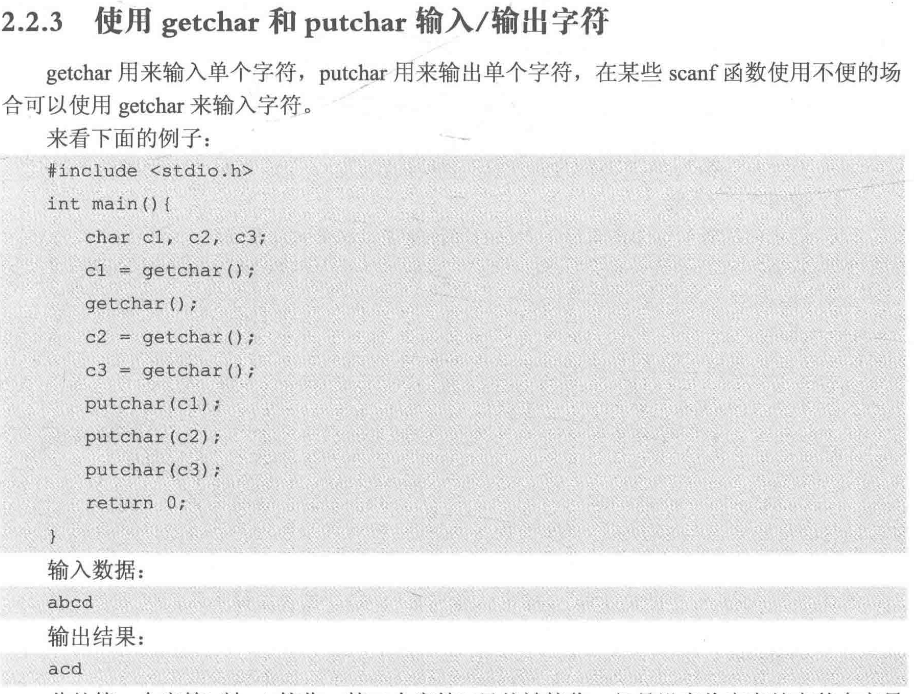 2.2.3 使用 getchar 和 putchar 输入/输出字符
getchar 用来输入单个字符，putchar 用来输出单个字符，在某些 scanf 函数使用不便的场
合可以使用 getchar 来输入字符。
来看下面的例子：
#include <stdio.h>
int main(){
char c1, c2, c3;
c1 = getchar();
getchar();
c2 = getchar();
c3 = getchar();
putchar(c1);
putchar(c2);
putchar(c3);
return 0;
}
输入数据：
abcd
输出结果：
acd